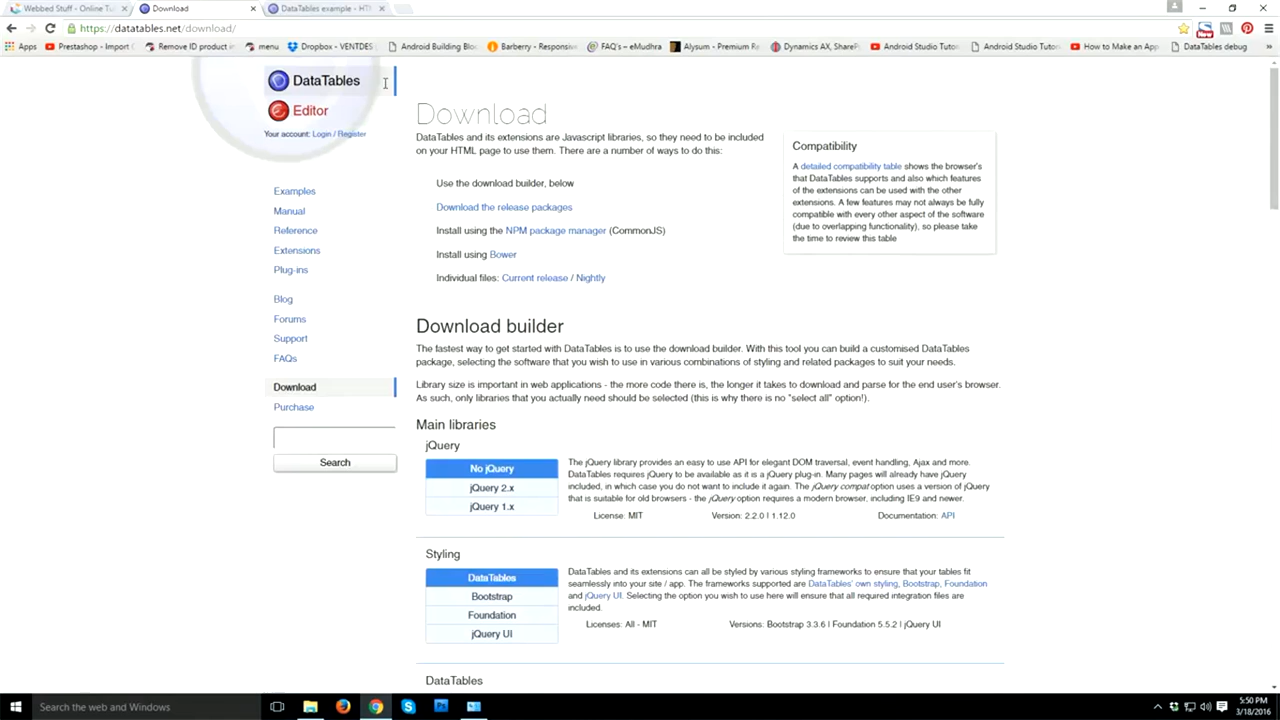 Webbed Stuff - Online Tu
Download
DataTables example - HT
https://datatables.net/download/
Apps
Prestashop - Import C
Remove ID product in
menu
Dropbox - VENTDES
Android Building Bloc
Barberry - Responsive
FAQ's – eMudhra
Alysum - Premium Re
Dynamics AX, ShareP
Android Studio Tutor
Android Studio Tutor
How to Make an App
DataTables debug
New
DataTables
Editor
Your account: Login / Register
Examples
Manual
Reference
Extensions
Plug-ins
Blog
Forums
Support
FAQs
Download
Purchase
Search
Download
DataTables and its extensions are Javascript libraries, so they need to be included
on your HTML page to use them. There are a number of ways to do this:
Use the download builder, below
Download the release packages
Install using the NPM package manager (CommonJS)
Install using Bower
Individual files: Current release / Nightly
Compatibility
A detailed compatibility table shows the browser's
that DataTables supports and also which features
of the extensions can be used with the other
extensions. A few features may not always be fully
compatible with every other aspect of the software
(due to overlapping functionality), so please take
the time to review this table
Download builder
The fastest way to get started with DataTables is to use the download builder. With this tool you can build a customised DataTables
package, selecting the software that you wish to use in various combinations of styling and related packages to suit your needs.
Library size is important in web applications - the more code there is, the longer it takes to download and parse for the end user's browser.
As such, only libraries that you actually need should be selected (this is why there is no "select all" option!).
Main libraries
jQuery
No jQuery
jQuery 2.x
jQuery 1.x
The jQuery library provides an easy to use API for elegant DOM traversal, event handling, Ajax and more.
DataTables requires jQuery to be available as it is a jQuery plug-in. Many pages will already have jQuery
included, in which case you do not want to include it again. The jQuery compat option uses a version of jQuery
that is suitable for old browsers - the jQuery option requires a modern browser, including IE9 and newer.
License: MIT
Version: 2.2.0 | 1.12.0
Documentation: API
Styling
DataTables
Bootstrap
Foundation
jQuery UI
DataTables and its extensions can all be styled by various styling frameworks to ensure that your tables fit
seamlessly into your site / app. The frameworks supported are DataTables' own styling, Bootstrap, Foundation
and jQuery UI. Selecting the option you wish to use here will ensure that all required integration files are
included.
Licenses: All - MIT
Versions: Bootstrap 3.3.6 | Foundation 5.5.2 | jQuery UI
DataTables
Search the web and Windows
5:50 PM
3/18/2016